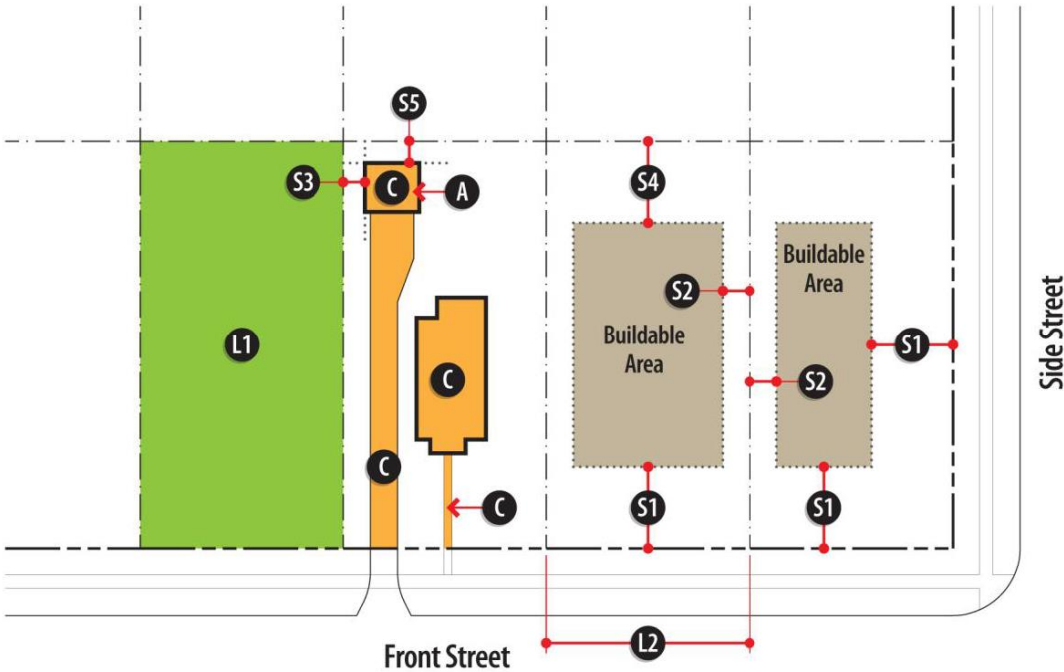 S5
S3
C
A
S4
Buildable
Area
S2
Buildable
Area
L1
S1
Side Street
C
S2
C
C
S1
S1
Front Street
L2